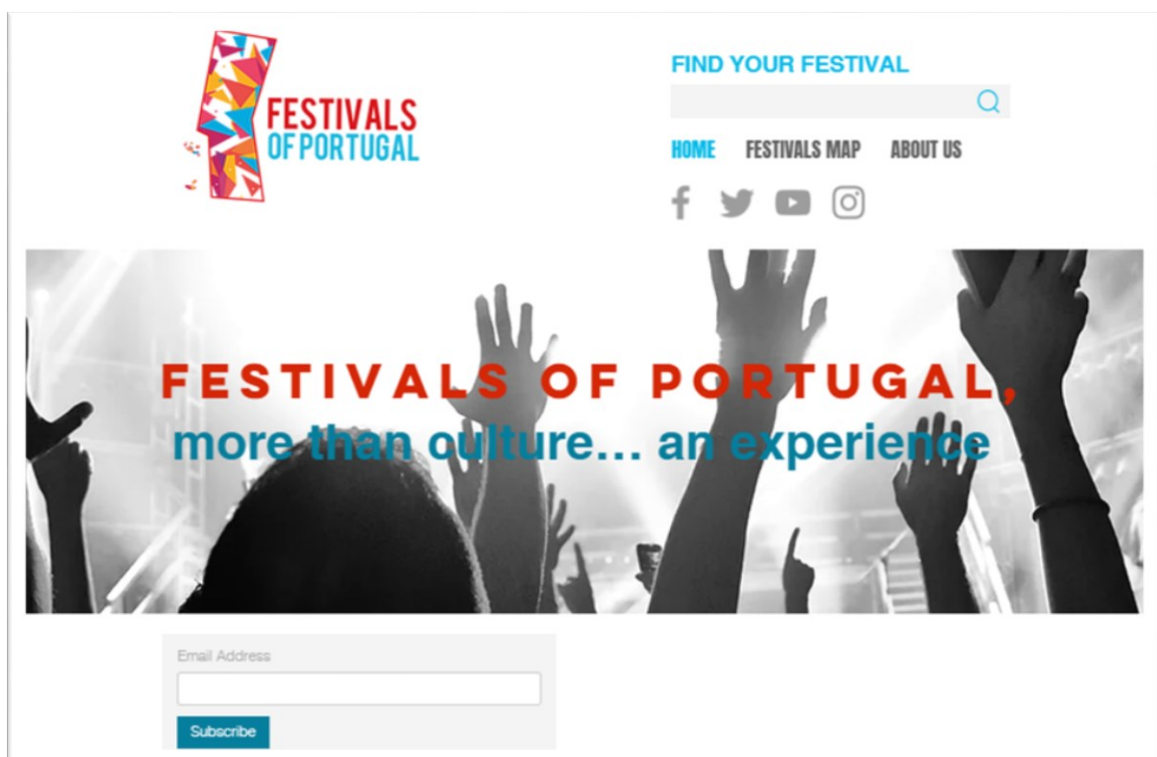 FESTIVALS
OF PORTUGAL
FIND YOUR FESTIVAL
HOME FESTIVALS MAP ABOUT US
FESTIVALS OF PORTUGAL,
more than culture... an experience
Email Address
Subscribe